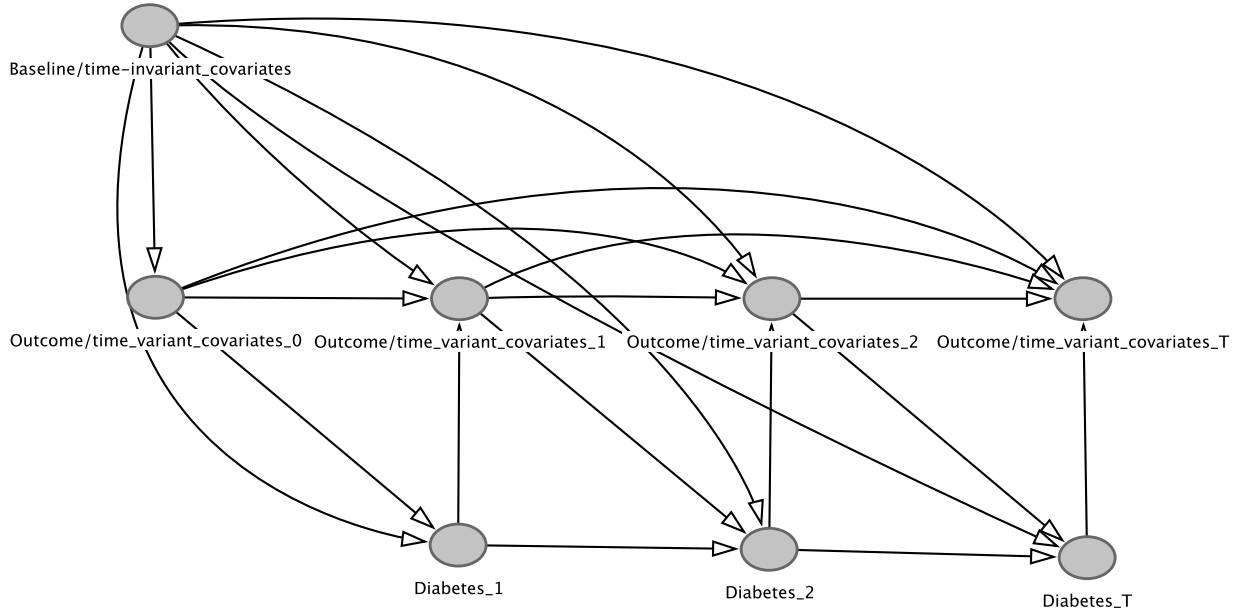 Baseline/time-invariant_covariates
Outcome/time_variant_covariates_0
Outcome/time_variant_covariates_1
Outcome/time_variant_covariates_2
Outcome/time_variant_covariates_T
Diabetes_1
Diabetes_2
Diabetes_T